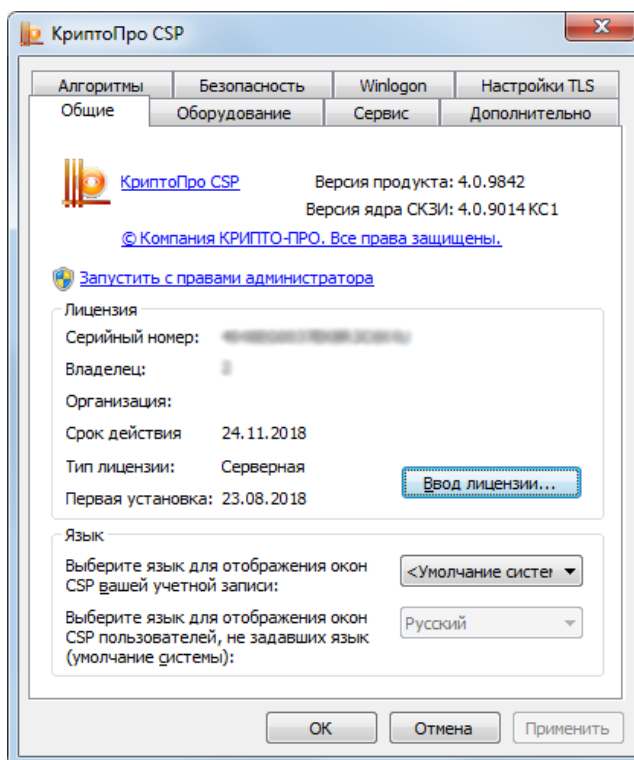 КриптоПро CSP
Алгоритмы Безопасность Winlogon Настройки TLS
Общие Оборудование Сервис Дополнительно
КриптоПро CSP Версия продукта: 4.0.9842
Версия ядра СКЗИ: 4.0.9014 КС1
© Компания КРИПТО-ПРО. Все права защищены.
Запустить с правами администратора
Лицензия
Серийный номер:
Владелец:
Организация:
Срок действия 24.11.2018
Тип лицензии: Серверная
Ввод лицензии...
Первая установка: 23.08.2018
Язык
Выберите язык для отображения окон
CSP вашей учетной записи:
<Умолчание систег
Выберите язык для отображения окон
CSP пользователей, не задавших язык
(умолчание системы):
Русский
ОК Отмена Применить